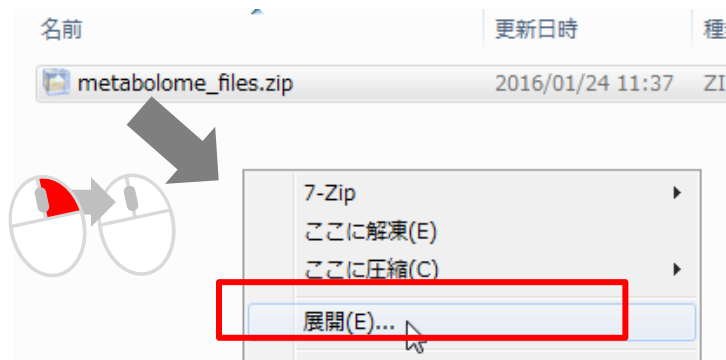 名前 更新日時 種
metabolome_files.zip 2016/01/24 11:37 ZI
7-Zip
ここに解凍(E)
ここに圧縮(C)
展開(E)...